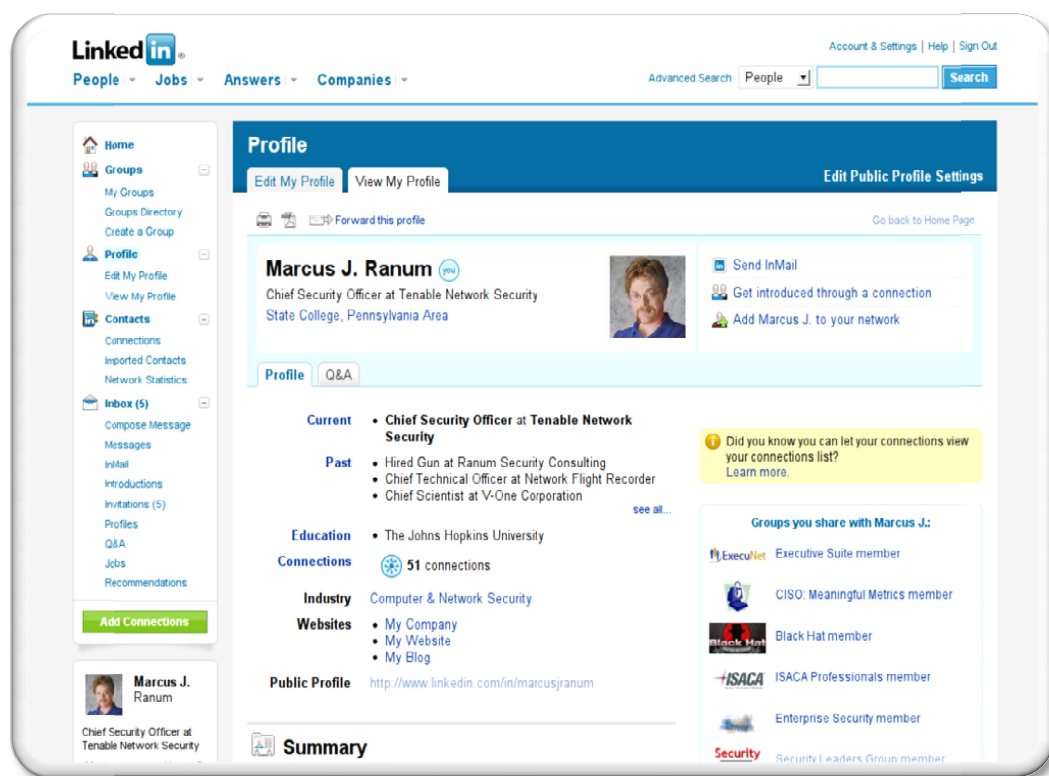 Linked in ®
Account & Settings | Help | Sign Out
People Jobs Answers Companies
Advanced Search People Search
Home
Groups
My Groups
Groups Directory
Create a Group
Profile
Edit My Profile
View My Profile
Contacts
Connections
Imported Contacts
Network Statistics
Inbox (5)
Compose Message
Messages
InMail
Introductions
Invitations (5)
Profiles
Q&A
Jobs
Recommendations
Add Connections
Marcus J.
Ranum
Chief Security Officer at
Tenable Network Security
Profile
Edit My Profile View My Profile
Edit Public Profile Settings
Forward this profile
Go back to Home Page
Marcus J. Ranum you
Chief Security Officer at Tenable Network Security
State College, Pennsylvania Area
Send InMail
Get introduced through a connection
Add Marcus J. to your network
Profile Q&A
Current • Chief Security Officer at Tenable Network
Security
Past • Hired Gun at Ranum Security Consulting
• Chief Technical Officer at Network Flight Recorder
• Chief Scientist at V-One Corporation
see all...
Education • The Johns Hopkins University
Connections 51 connections
Industry Computer & Network Security
Websites • My Company
• My Website
• My Blog
Public Profile http://www.linkedin.com/in/marcusjranum
Summary
Did you know you can let your connections view
your connections list?
Learn more.
Groups you share with Marcus J.:
ExecuNet Executive Suite member
CISO: Meaningful Metrics member
Black Hat Black Hat member
ISACA ISACA Professionals member
Enterprise Security member
Security Security Leaders Group member